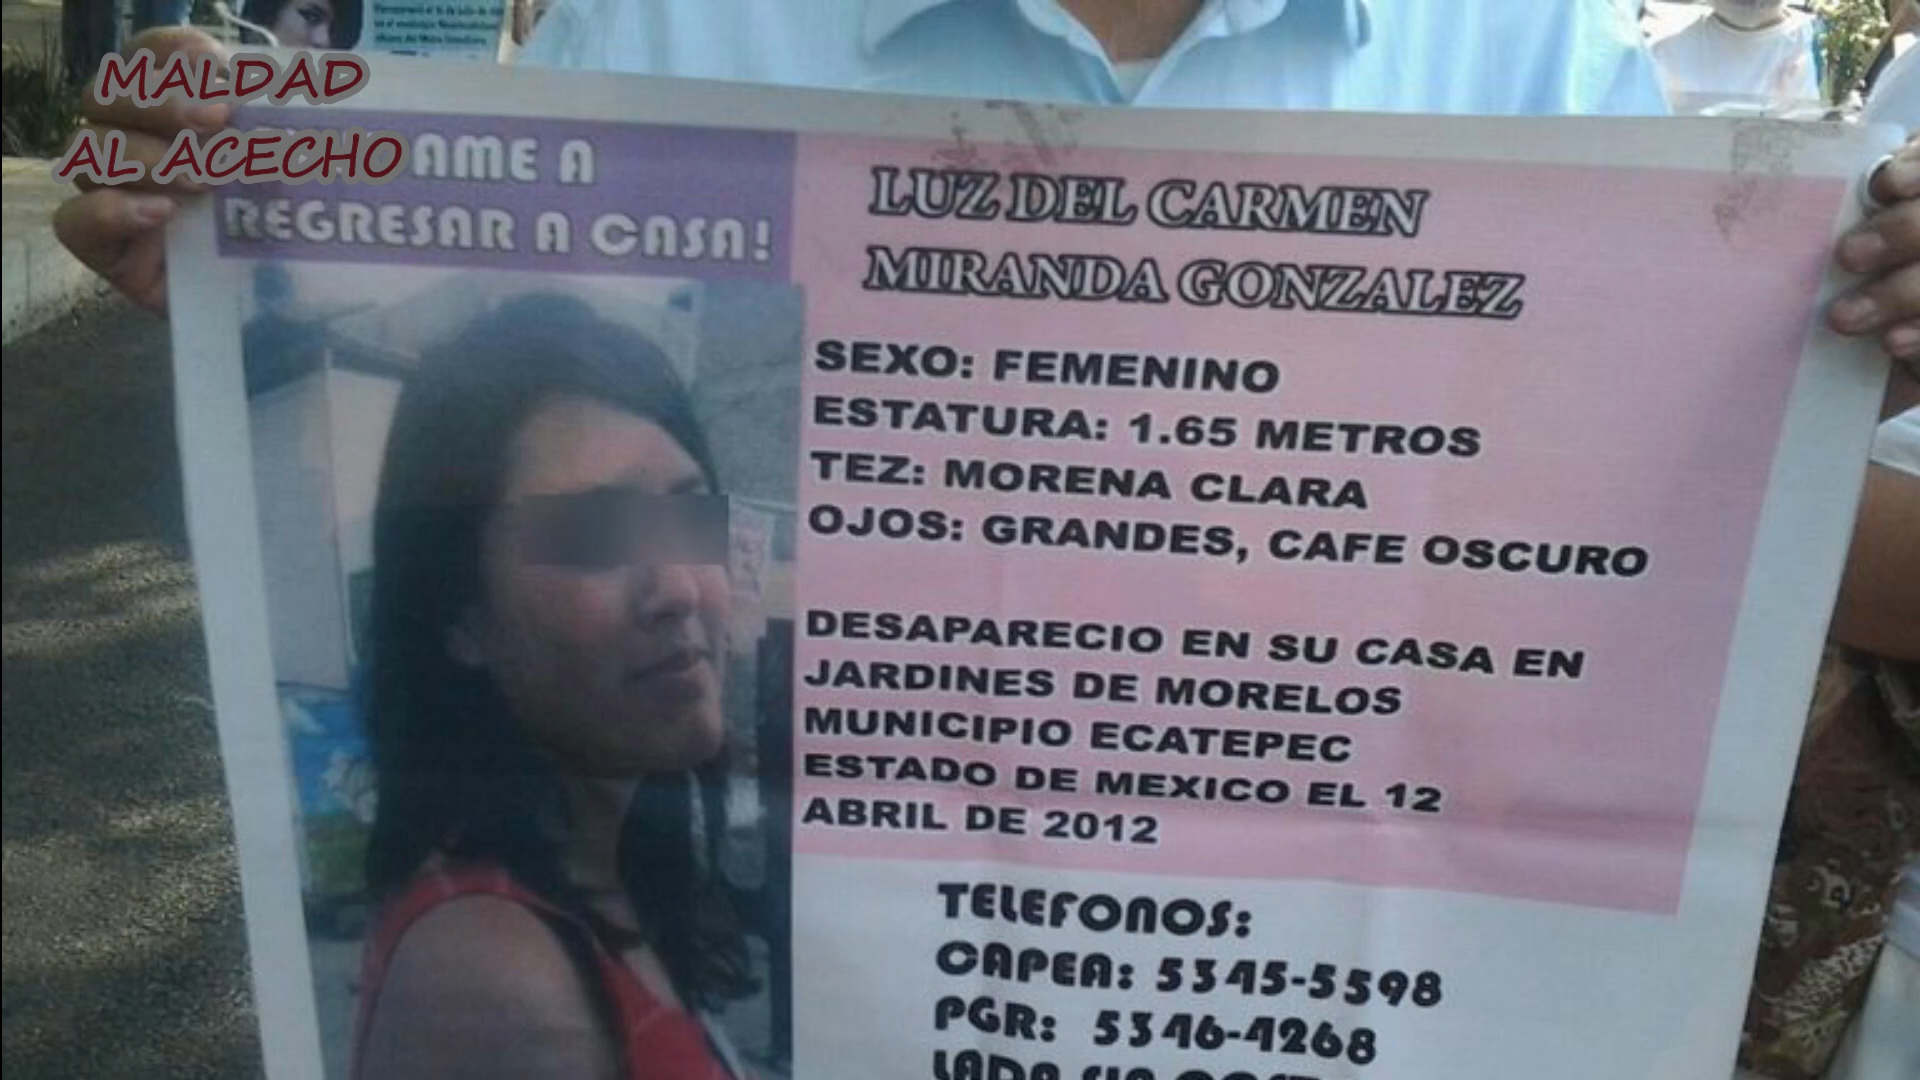 MALDAD
AL ACECHO
AME A
REGRESAR A CASA!
LUZ DEL CARMEN
MIRANDA GONZALEZ
SEXO: FEMENINO
ESTATURA: 1.65 METROS
TEZ: MORENA CLARA
OJOS: GRANDES, CAFE OSCURO
DESAPARECIO EN SU CASA EN
JARDINES DE MORELOS
MUNICIPIO ECATEPEC
ESTADO DE MEXICO EL 12
ABRIL DE 2012
TELEFONOS:
CAPEA: 5345-5598
PGR: 5346-4268
LADA SIN